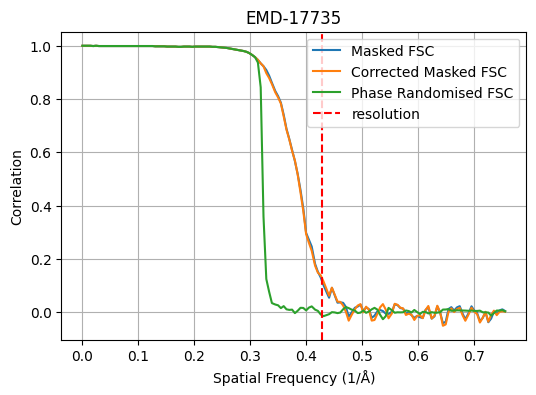 EMD-17735
Masked FSC
Corrected Masked FSC
Phase Randomised FSC
resolution
1.0
0.8
0.6
0.4
0.2
0.0
Correlation
0.0 0.1 0.2 0.3 0.4 0.5 0.6 0.7
Spatial Frequency (1/Å)